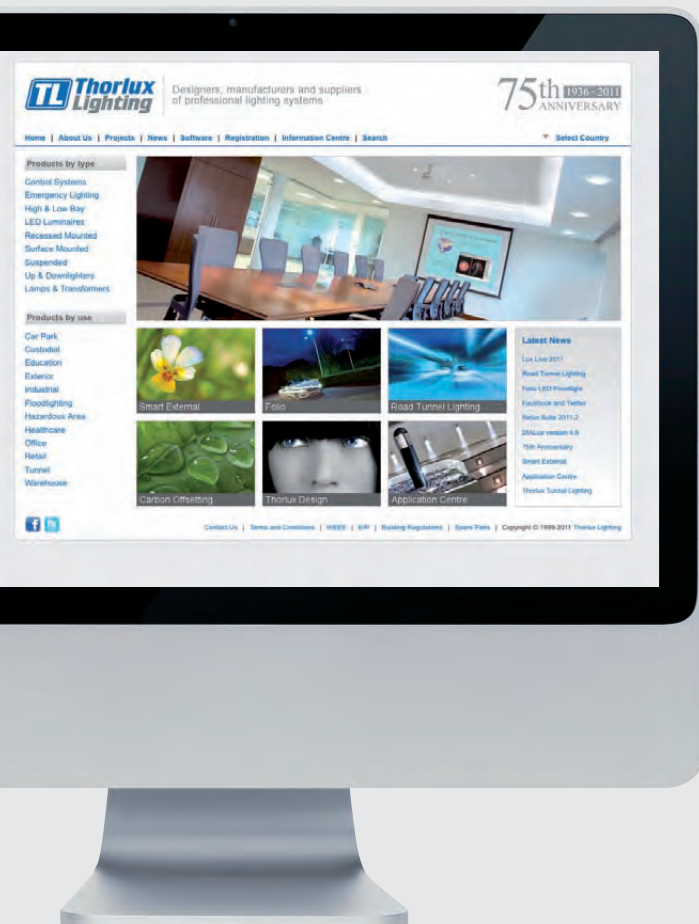 TL Thorlux
Lighting
Designers, manufacturers and suppliers
of professional lighting systems
75th 1936 - 2011
ANNIVERSARY
Home | About Us | Projects | News | Software | Registration | Information Centre | Search
Select Country
Products by type
Control Systems
Emergency Lighting
High & Low Bay
LED Luminaires
Recessed Mounted
Surface Mounted
Suspended
Up & Downlighters
Lamps & Transformers
Products by use
Car Park
Custodial
Education
Exterior
Industrial
Floodlighting
Hazardous Area
Healthcare
Office
Retail
Tunnel
Warehouse
Smart External
Folio
Road Tunnel Lighting
Carbon Offsetting
Thorlux Design
Application Centre
Latest News
Lux Live 2011
Road Tunnel Lighting
Folio LED Floodlight
Facebook and Twitter
Relux Suite 2011-2
DIALux version 4.9
75th Anniversary
Smart External
Application Centre
Thorlux Tunnel Lighting
f
Contact Us | Terms and Conditions | WEEE | ErP | Building Regulations | Spare Parts | Copyright © 1999-2011 Thorlux Lighting